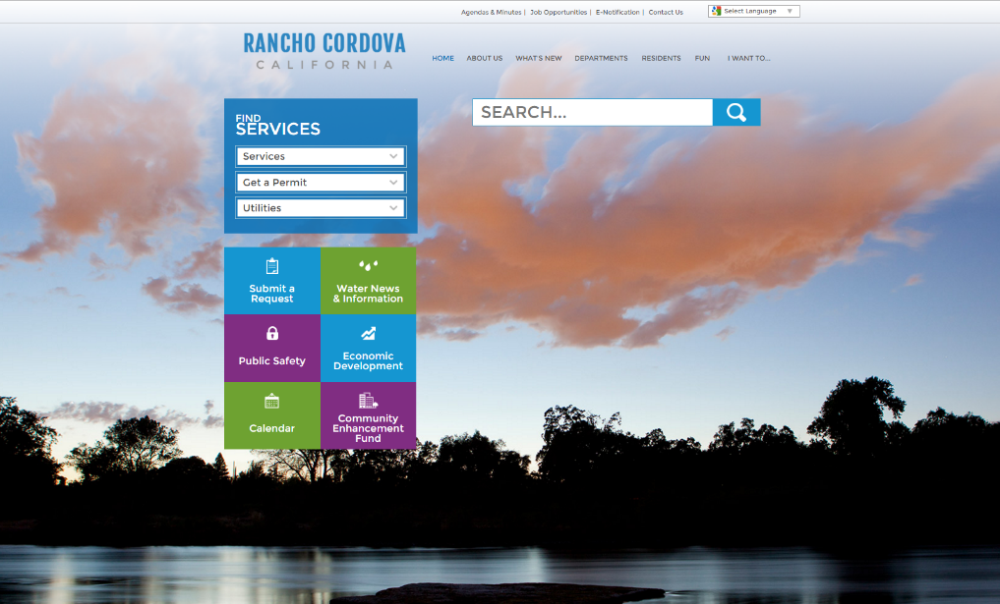 Agendas & Minutes | Job Opportunities | E-Notification | Contact Us
Select Language ▼
RANCHO CORDOVA
CALIFORNIA
HOME ABOUT US WHAT'S NEW DEPARTMENTS RESIDENTS FUN I WANT TO...
FIND
SERVICES
Services
Get a Permit
Utilities
SEARCH...
Submit a
Request
Water News
& Information
Public Safety
Economic
Development
Calendar
Community
Enhancement
Fund